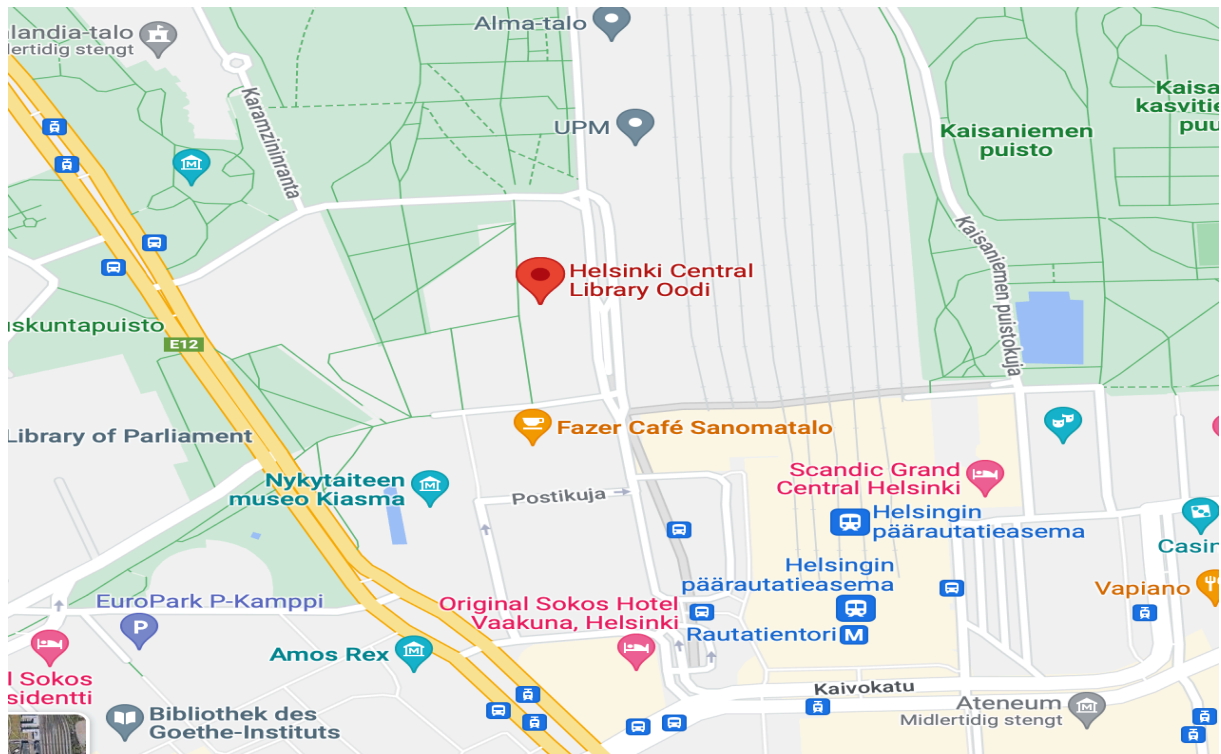 Alma-talo
landia-talo
lertidig stengt
Karamzininranta
UPM
Kaisaniemen
puisto
Kaisa
kasvitie
puu
Kaisaniemen puistokuja
Helsinki Central
Library Oodi
uskuntapuisto
E12
Library of Parliament
Fazer Café Sanomatalo
Nykytaiteen
museo Kiasma
Postikuja
Scandic Grand
Central Helsinki
Helsingin
päärautatieasema
Casin
Helsingin
päärautatieasema
Vapiano
EuroPark P-Kamppi
P
Original Sokos Hotel
Vaakuna, Helsinki
Rautatientori M
Amos Rex
l Sokos
sidentti
Kaivokatu
Ateneum
Midlertidig stengt
Bibliothek des
Goethe-Instituts